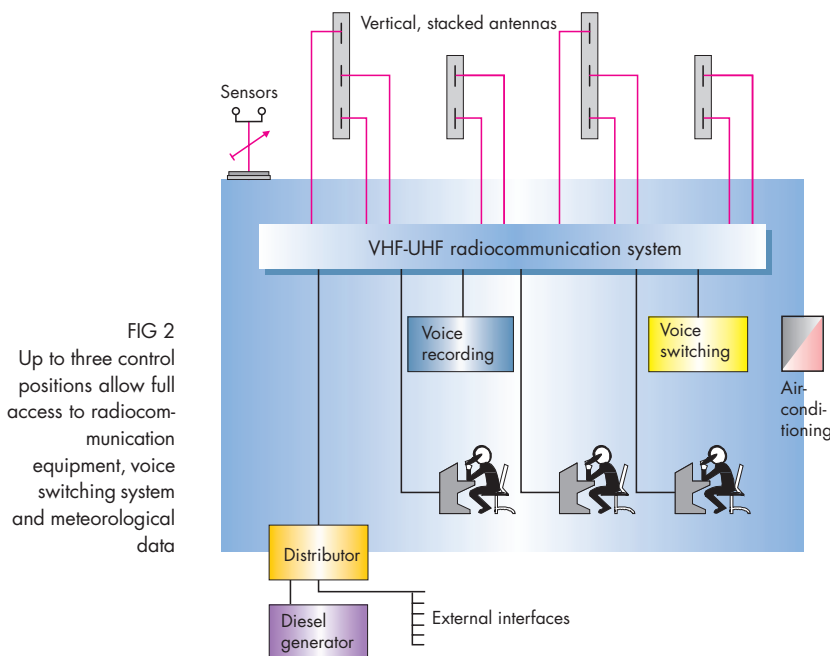 Vertical, stacked antennas
Sensors
VHF-UHF radiocommunication system
Voice
recording
Voice
switching
Air-
condi-
tioning
FIG 2
Up to three control
positions allow full
access to radiocom-
munication
equipment, voice
switching system
and meteorological
data
Distributor
Diesel
generator
External interfaces